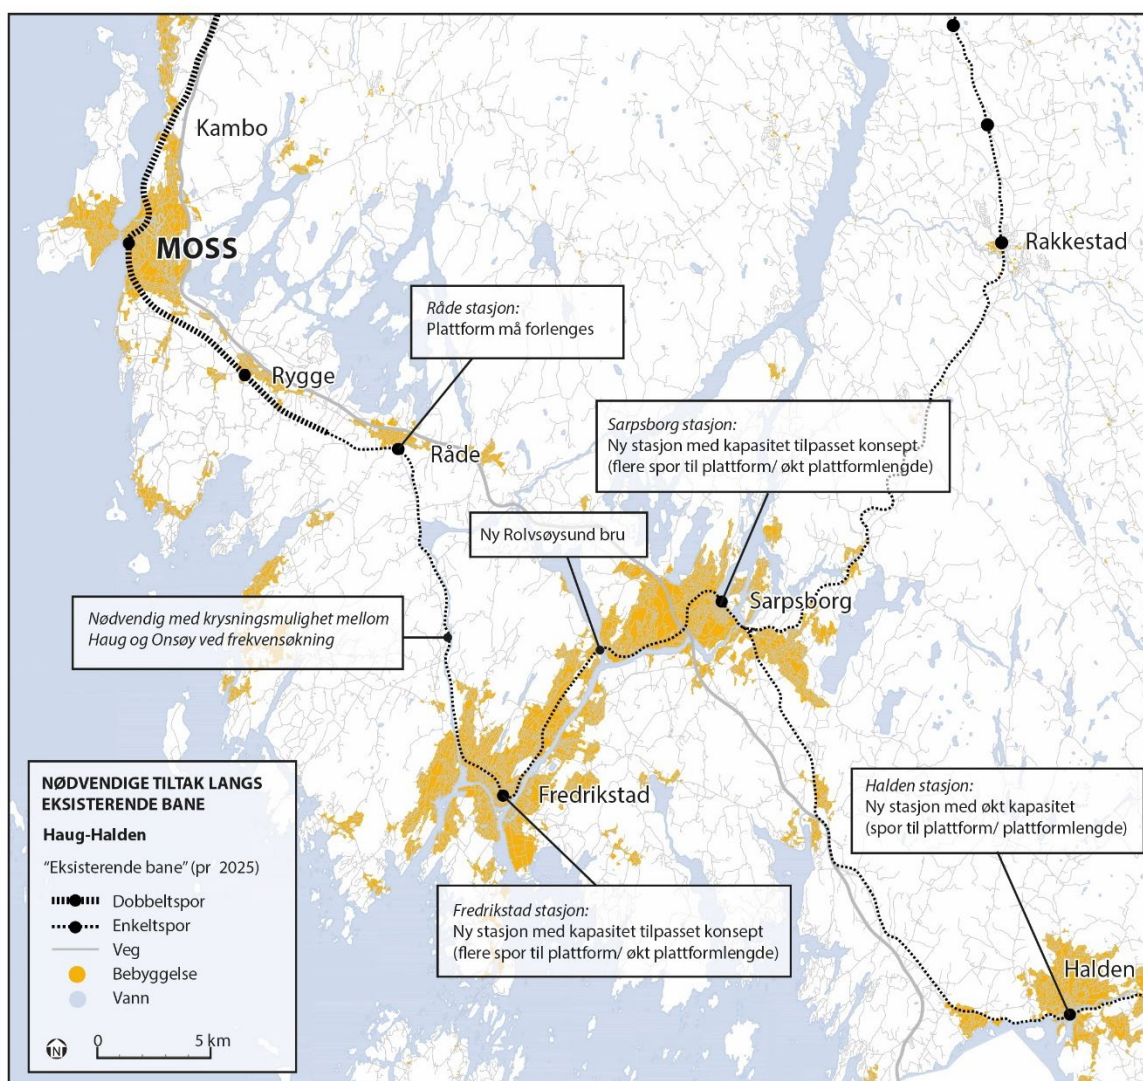 Kambo
MOSS
Rakkestad
Råde stasjon:
Plattform må forlenges
Rygge
Råde
Sarpsborg stasjon:
Ny stasjon med kapasitet tilpasset konsept
(flere spor til plattform/ økt plattformlengde)
Ny Rolvsøysund bru
Sarpsborg
Nødvendig med krysningsmulighet mellom
Haug og Onsøy ved frekvensøkning
Fredrikstad
Halden stasjon:
Ny stasjon med økt kapasitet
(spor til plattform/ plattformlengde)
Fredrikstad stasjon:
Ny stasjon med kapasitet tilpasset konsept
(flere spor til plattform/ økt plattformlengde)
Halden
NØDVENDIGE TILTAK LANGS
EKSISTERENDE BANE
Haug-Halden
"Eksisterende bane" (pr 2025)
Dobbeltspor
Enkeltspor
Veg
Bebyggelse
Vann
N
0 5 km